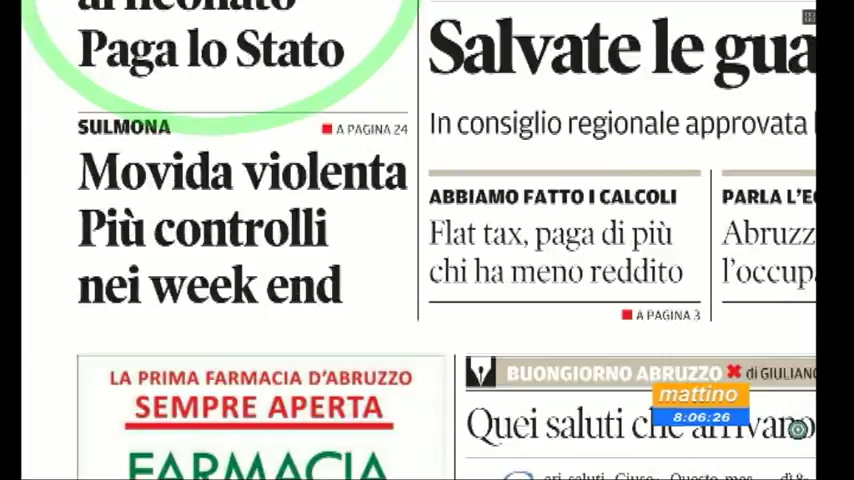 Paga lo Stato
SULMONA
A PAGINA 24
Movida violenta
Più controlli
nei week end
Salvate le gua
In consiglio regionale approvata
ABBIAMO FATTO I CALCOLI
Flat tax, paga di più
chi ha meno reddito
A PAGINA 3
PARLA L'E
Abruzz
l'occup
LA PRIMA FARMACIA D'ABRUZZO
SEMPRE APERTA
FARMACIA
BUONGIORNO ABRUZZO
di GIULIANO
Quei saluti che arrivano
mattino
8:06:26